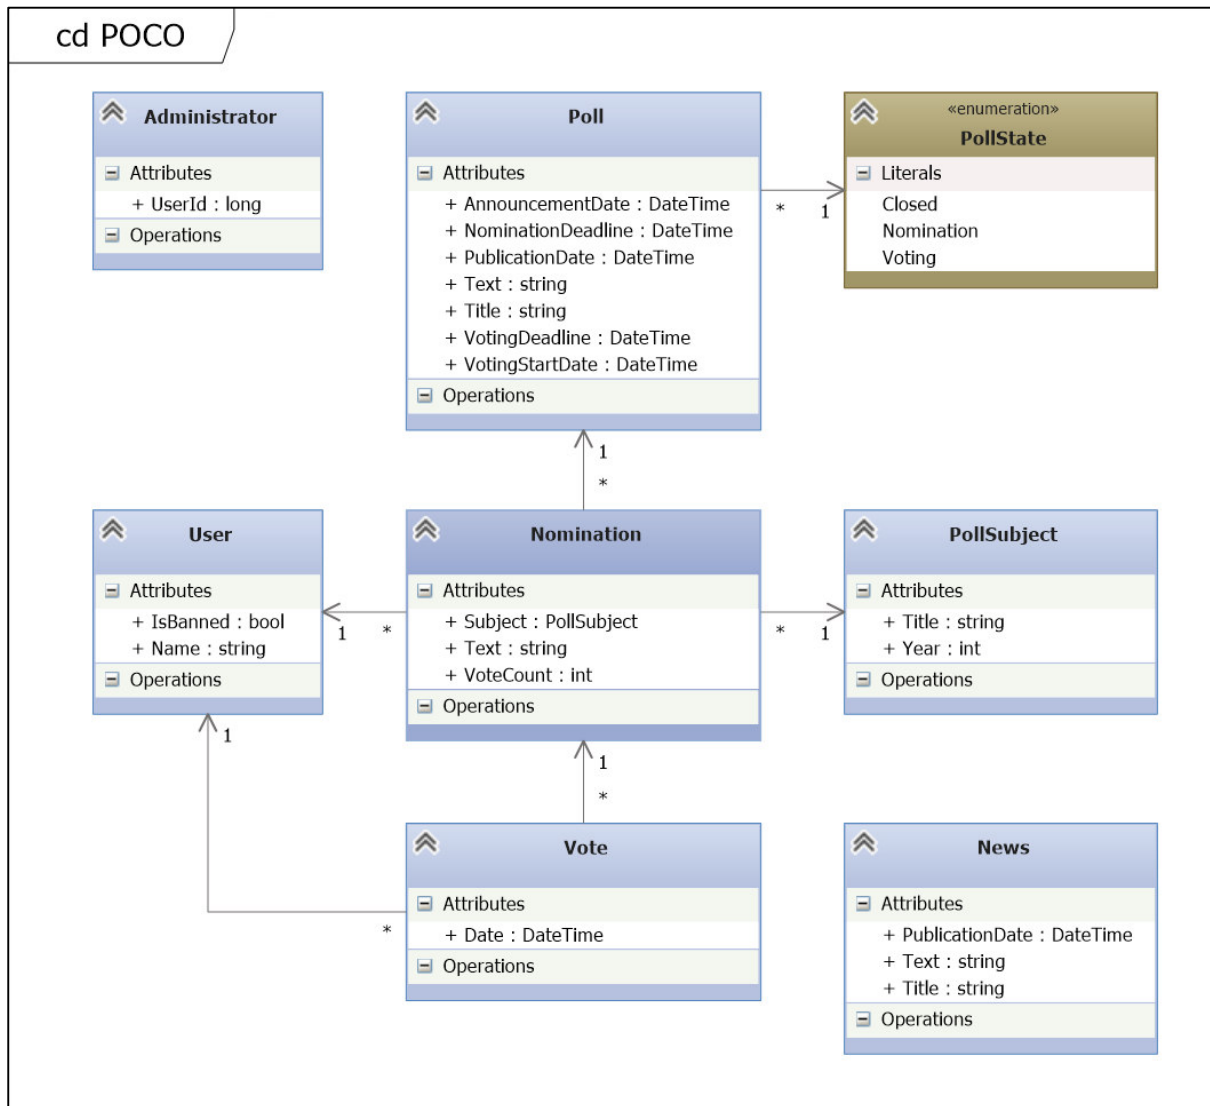 cd POCO
Administrator
Attributes
+ UserId : long
Operations
Poll
Attributes
+ AnnouncementDate : DateTime
+ NominationDeadline : DateTime
+ PublicationDate : DateTime
+ Text : string
+ Title : string
+ VotingDeadline : DateTime
+ VotingStartDate : DateTime
Operations
* 1
«enumeration»
PollState
Literals
Closed
Nomination
Voting
1
*
User
Attributes
+ IsBanned : bool
+ Name : string
Operations
1 *
Nomination
Attributes
+ Subject : PollSubject
+ Text : string
+ VoteCount : int
Operations
* 1
PollSubject
Attributes
+ Title : string
+ Year : int
Operations
1
*
1
*
Vote
Attributes
+ Date : DateTime
Operations
News
Attributes
+ PublicationDate : DateTime
+ Text : string
+ Title : string
Operations